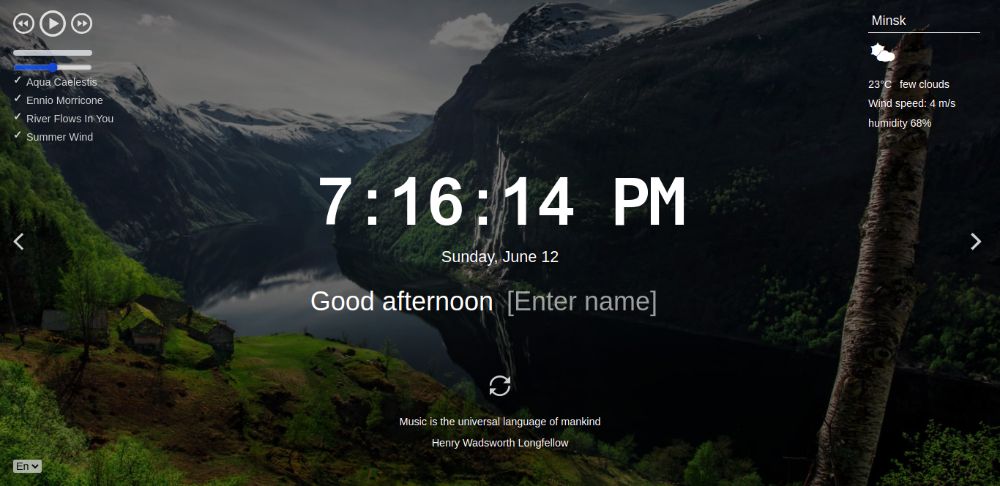 Minsk
Aqua Caelestis
Ennio Morricone
River Flows In You
Summer Wind
23°C few clouds
Wind speed: 4 m/s
humidity 68%
7:16:14 PM
Sunday, June 12
Good afternoon [Enter name]
Music is the universal language of mankind
Henry Wadsworth Longfellow
En